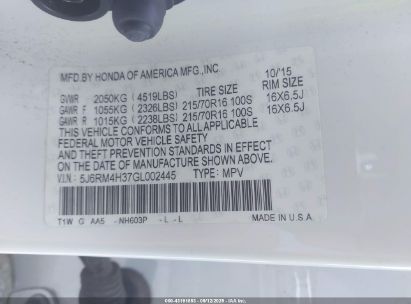 MFD.BY HONDA OF AMERICA MFG.,INC. 10/15
TIRE SIZE RIM SIZE
GVWR 2050KG (4519LBS)
GAWR F 1055KG (2326LBS) 215/70R16 100S 16X6.5J
GAWR R 1015KG (2238LBS) 215/70R16 100S 16X6.5J
THIS VEHICLE CONFORMS TO ALL APPLICABLE
FEDERAL MOTOR VEHICLE SAFETY
AND THEFT PREVENTION STANDARDS IN EFFECT
ON THE DATE OF MANUFACTURE SHOWN ABOVE.
V.I.N.: 5J6RM4H37GL002445 TYPE: MPV
T1W G AA5 -NH603P -L -L MADE IN U.S.A.